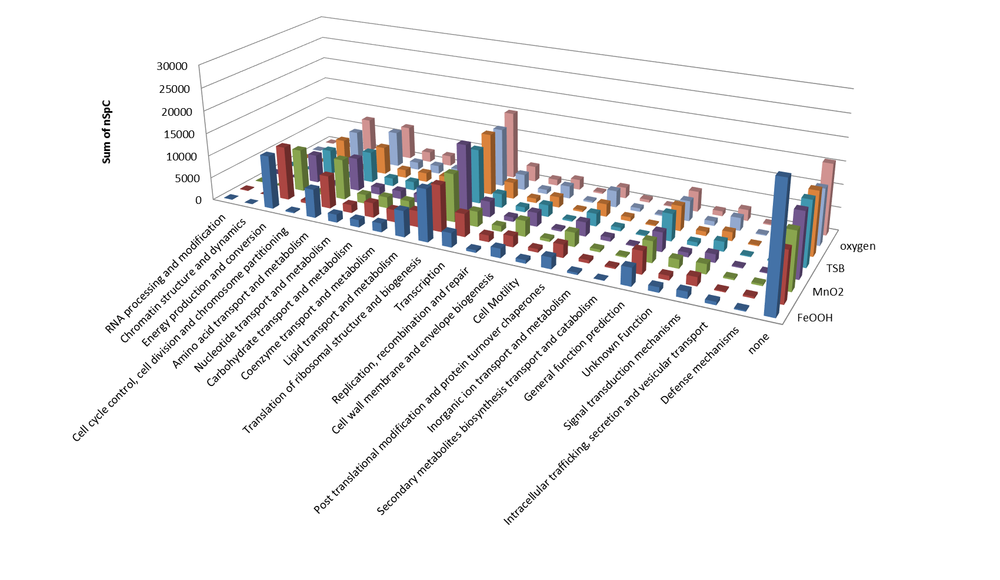 Sum of nSpC
30000
25000
20000
15000
10000
5000
0
RNA processing and modification
Chromatin structure and dynamics
Energy production and conversion
Cell cycle control, cell division and chromosome partitioning
Amino acid transport and metabolism
Nucleotide transport and metabolism
Carbohydrate transport and metabolism
Coenzyme transport and metabolism
Lipid transport and metabolism
Translation of ribosomal structure and biogenesis
Transcription
Replication, recombination and repair
Cell wall membrane and envelope biogenesis
Cell Motility
Post translational modification and protein turnover chaperones
Inorganic ion transport and metabolism
Secondary metabolites biosynthesis transport and catabolism
General function prediction
Unknown Function
Signal transduction mechanisms
Intracellular trafficking, secretion and vesicular transport
Defense mechanisms
none
oxygen
TSB
MnO2
FeOOH